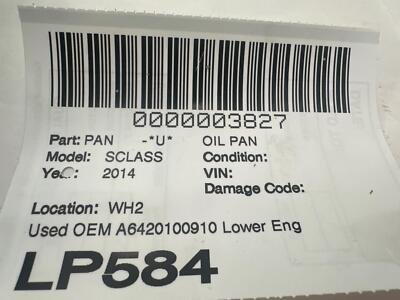 0000003827
Part: PAN -*U* OIL PAN
Model: SCLASS Condition:
Year: 2014 VIN:
Damage Code:
Location: WH2
Used OEM A6420100910 Lower Eng
LP584